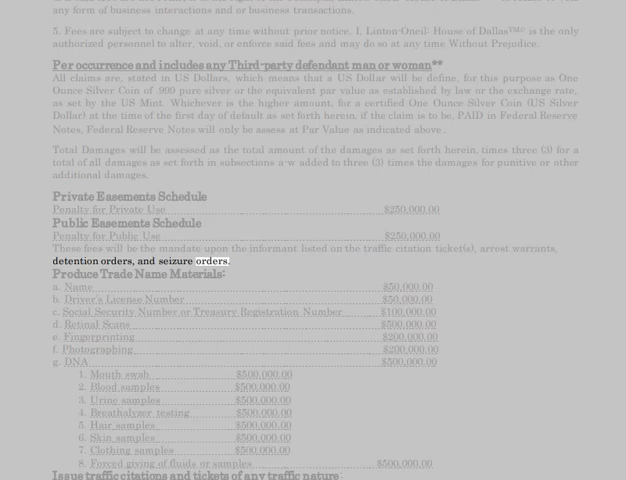 any form of business interactions and or business transactions.
5. Fees are subject to change at any time without prior notice. I, Linton-Oneil: House of Dallas™ is the only
authorized personnel to alter, void, or enforce said fees and may do so at any time Without Prejudice.
Per occurrence and includes any Third-party defendant man or woman**
All claims are, stated in US Dollars, which means that a US Dollar will be define, for this purpose as One
Ounce Silver Coin of .999 pure silver or the equivalent par value as established by law or the exchange rate,
as set by the US Mint. Whichever is the higher amount, for a certified One Ounce Silver Coin (US Silver
Dollar) at the time of the first day of default as set forth herein, if the claim is to be, PAID in Federal Reserve
Notes, Federal Reserve Notes will only be assess at Par Value as indicated above.
Total Damages will be assessed as the total amount of the damages as set forth herein, times three (3) for a
total of all damages as set forth in subsections a-w added to three (3) times the damages for punitive or other
additional damages.
Private Easements Schedule
Penalty for Private Use $250,000.00
Public Easements Schedule
Penalty for Public Use $250,000.00
These fees will be the mandate upon the informant listed on the traffic citation ticket(s), arrest warrants,
detention orders, and seizure orders.
Produce Trade Name Materials:
a. Name $50,000.00
b. Driver's License Number $50,000.00
c. Social Security Number or Treasury Registration Number $100,000.00
d. Retinal Scans $500,000.00
e. Fingerprinting $200,000.00
f. Photographing $200,000.00
g. DNA $500,000.00
1. Mouth swab $500,000.00
2. Blood samples $500,000.00
3. Urine samples $500,000.00
4. Breathalyzer testing $500,000.00
5. Hair samples $500,000.00
6. Skin samples $500,000.00
7. Clothing samples $500,000.00
8. Forced giving of fluids or samples $500,000.00
Issue traffic citations and tickets of any traffic nature: